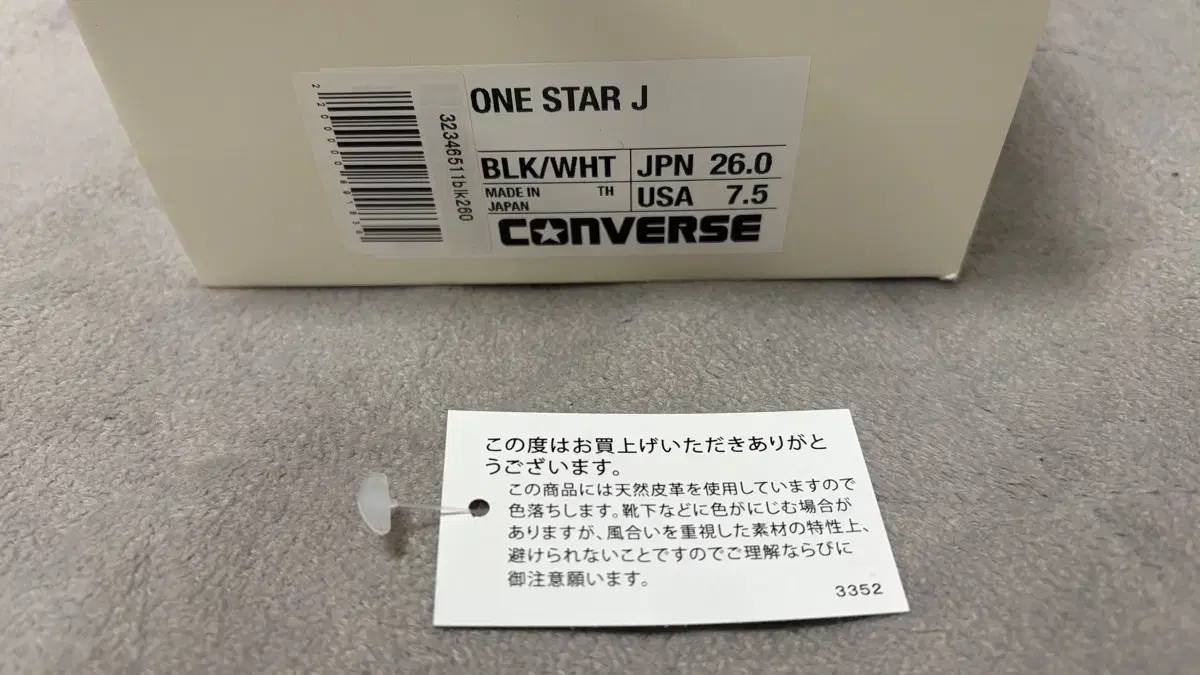 ONE STAR J
32346511blk260
BLK/WHT JPN 26.0
MADE IN TH
JAPAN
USA 7.5
CONVERSE
この度はお買上げいただきありがと
うございます。
この商品には天然皮革を使用していますので
色落ちします。靴下などに色がにじむ場合が
ありますが、風合いを重視した素材の特性上、
避けられないことですのでご理解ならびに
御注意願います。
3352